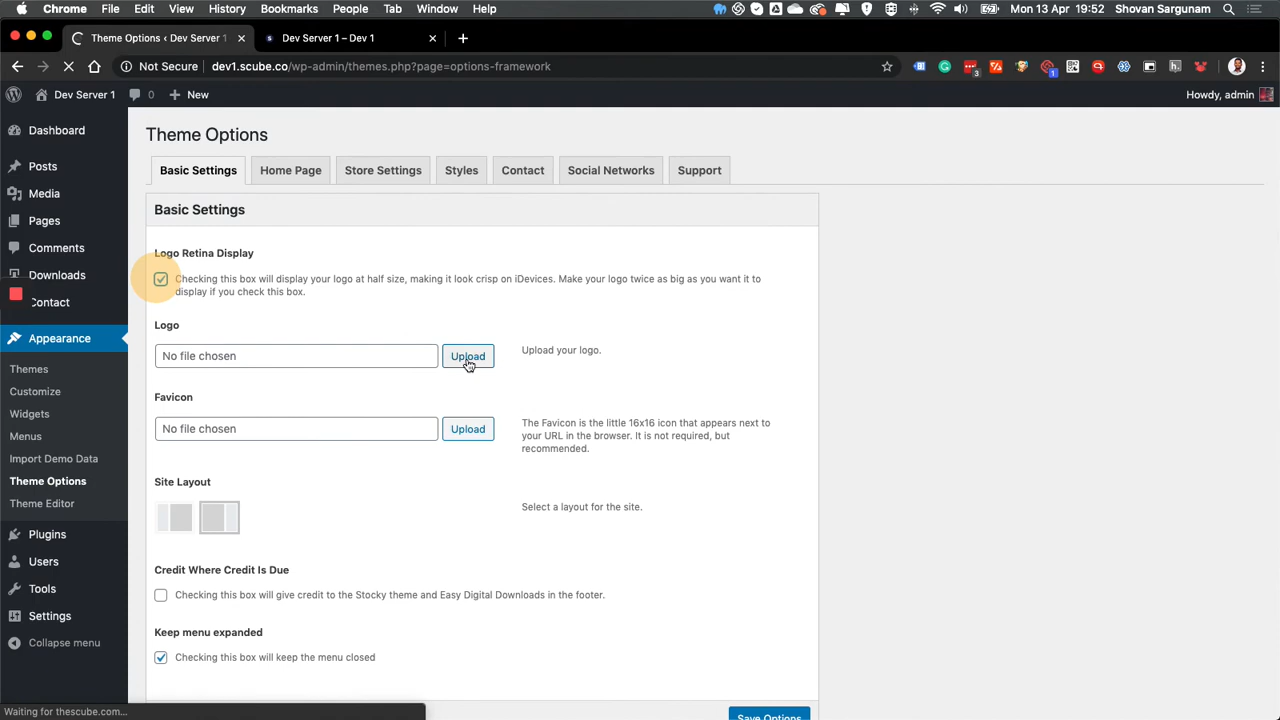 Chrome File Edit View History Bookmarks People Tab Window Help Mon 13 Apr 19:52 Shovan Sargunam
Theme Options ‹ Dev Server 1 Dev Server 1 – Dev 1
Not Secure dev1.scube.co/wp-admin/themes.php?page=options-framework 3 1
Dev Server 1 0 New Howdy, admin
Dashboard
Posts
Media
Pages
Comments
Downloads
Contact
Appearance
Themes
Customize
Widgets
Menus
Import Demo Data
Theme Options
Theme Editor
Plugins
Users
Tools
Settings
Collapse menu
Theme Options
Basic Settings Home Page Store Settings Styles Contact Social Networks Support
Basic Settings
Logo Retina Display
Checking this box will display your logo at half size, making it look crisp on iDevices. Make your logo twice as big as you want it to
display if you check this box.
Logo
No file chosen Upload Upload your logo.
Favicon
No file chosen Upload The Favicon is the little 16x16 icon that appears next to
your URL in the browser. It is not required, but
recommended.
Site Layout
Select a layout for the site.
Credit Where Credit Is Due
Checking this box will give credit to the Stocky theme and Easy Digital Downloads in the footer.
Keep menu expanded
Checking this box will keep the menu closed
Save Options
Waiting for thescube.com...